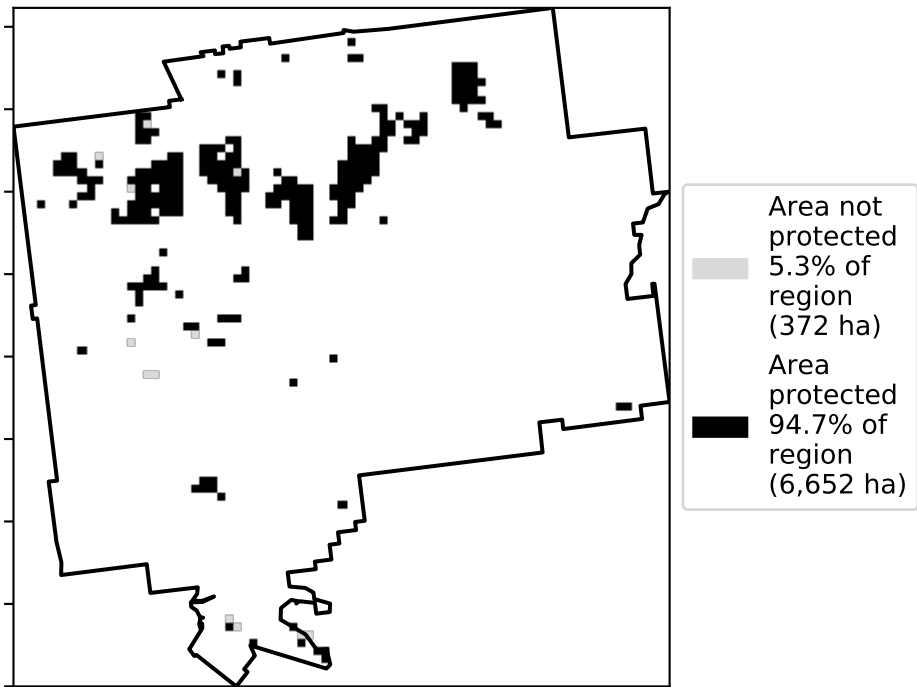 Area not
protected
5.3% of
region
(372 ha)
Area
protected
94.7% of
region
(6,652 ha)